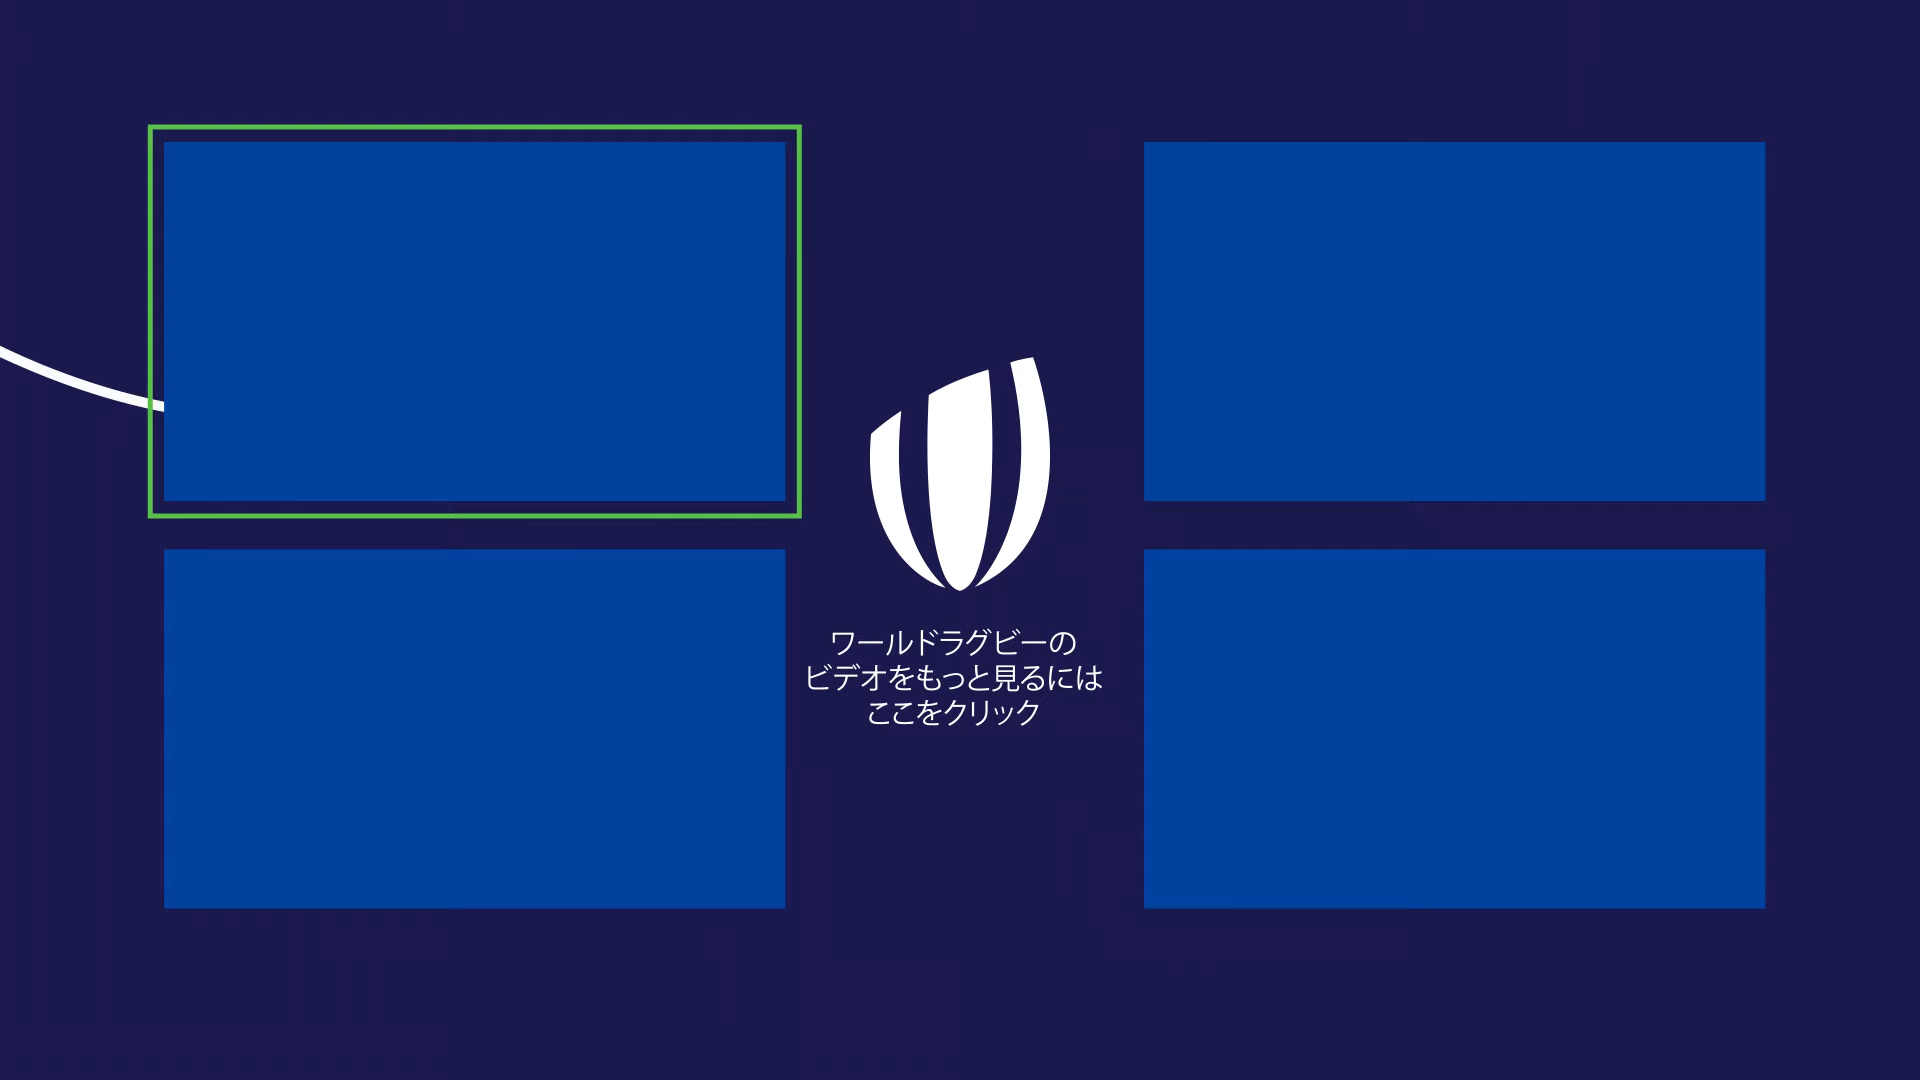 ワールドラグビーの
ビデオをもっと見るには
ここをクリック